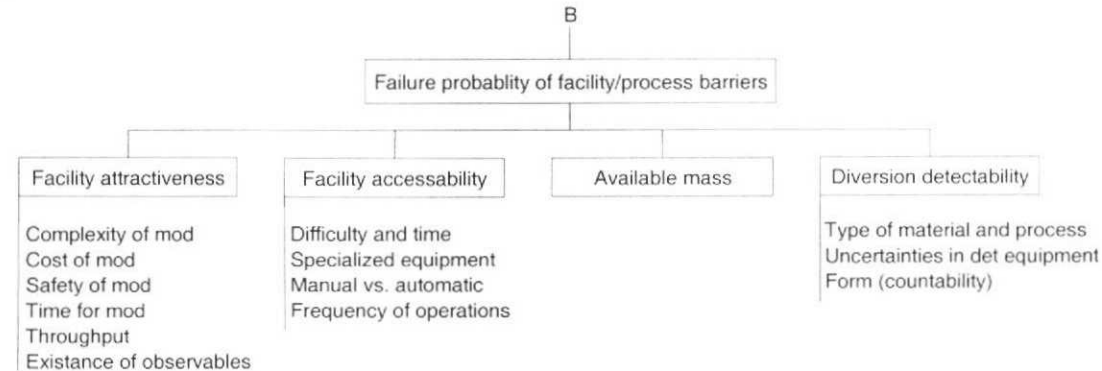 B
Failure probablity of facility/process barriers
Facility attractiveness
Complexity of mod
Cost of mod
Safety of mod
Time for mod
Throughput
Existance of observables
Facility accessability
Difficulty and time
Specialized equipment
Manual vs. automatic
Frequency of operations
Available mass
Diversion detectability
Type of material and process
Uncertainties in det equipment
Form (countability)